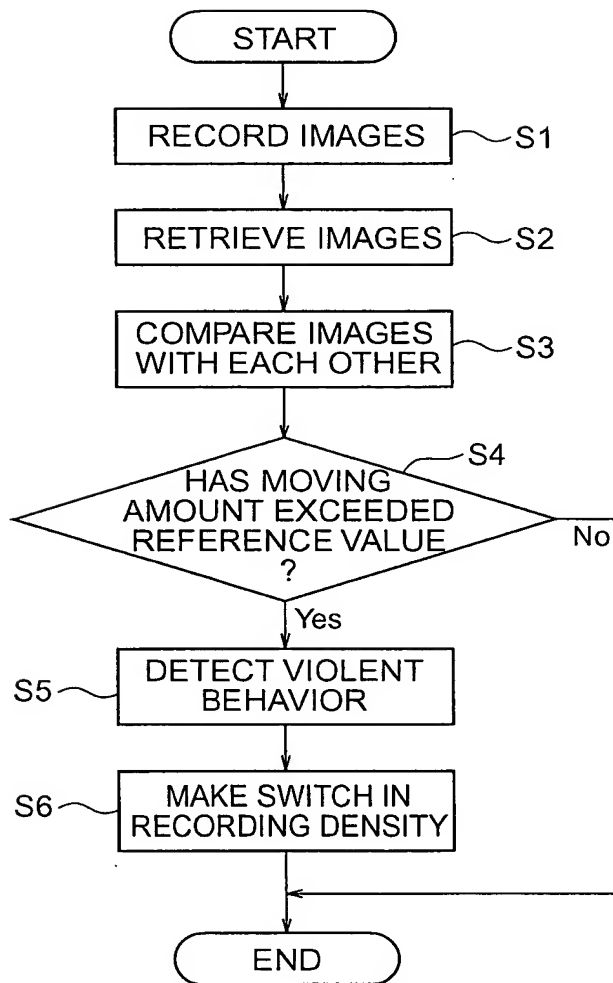 START
RECORD IMAGES
S1
RETRIEVE IMAGES
S2
COMPARE IMAGES
WITH EACH OTHER
S3
S4
HAS MOVING
AMOUNT EXCEEDED
REFERENCE VALUE
?
No
Yes
S5
DETECT VIOLENT
BEHAVIOR
S6
MAKE SWITCH IN
RECORDING DENSITY
END